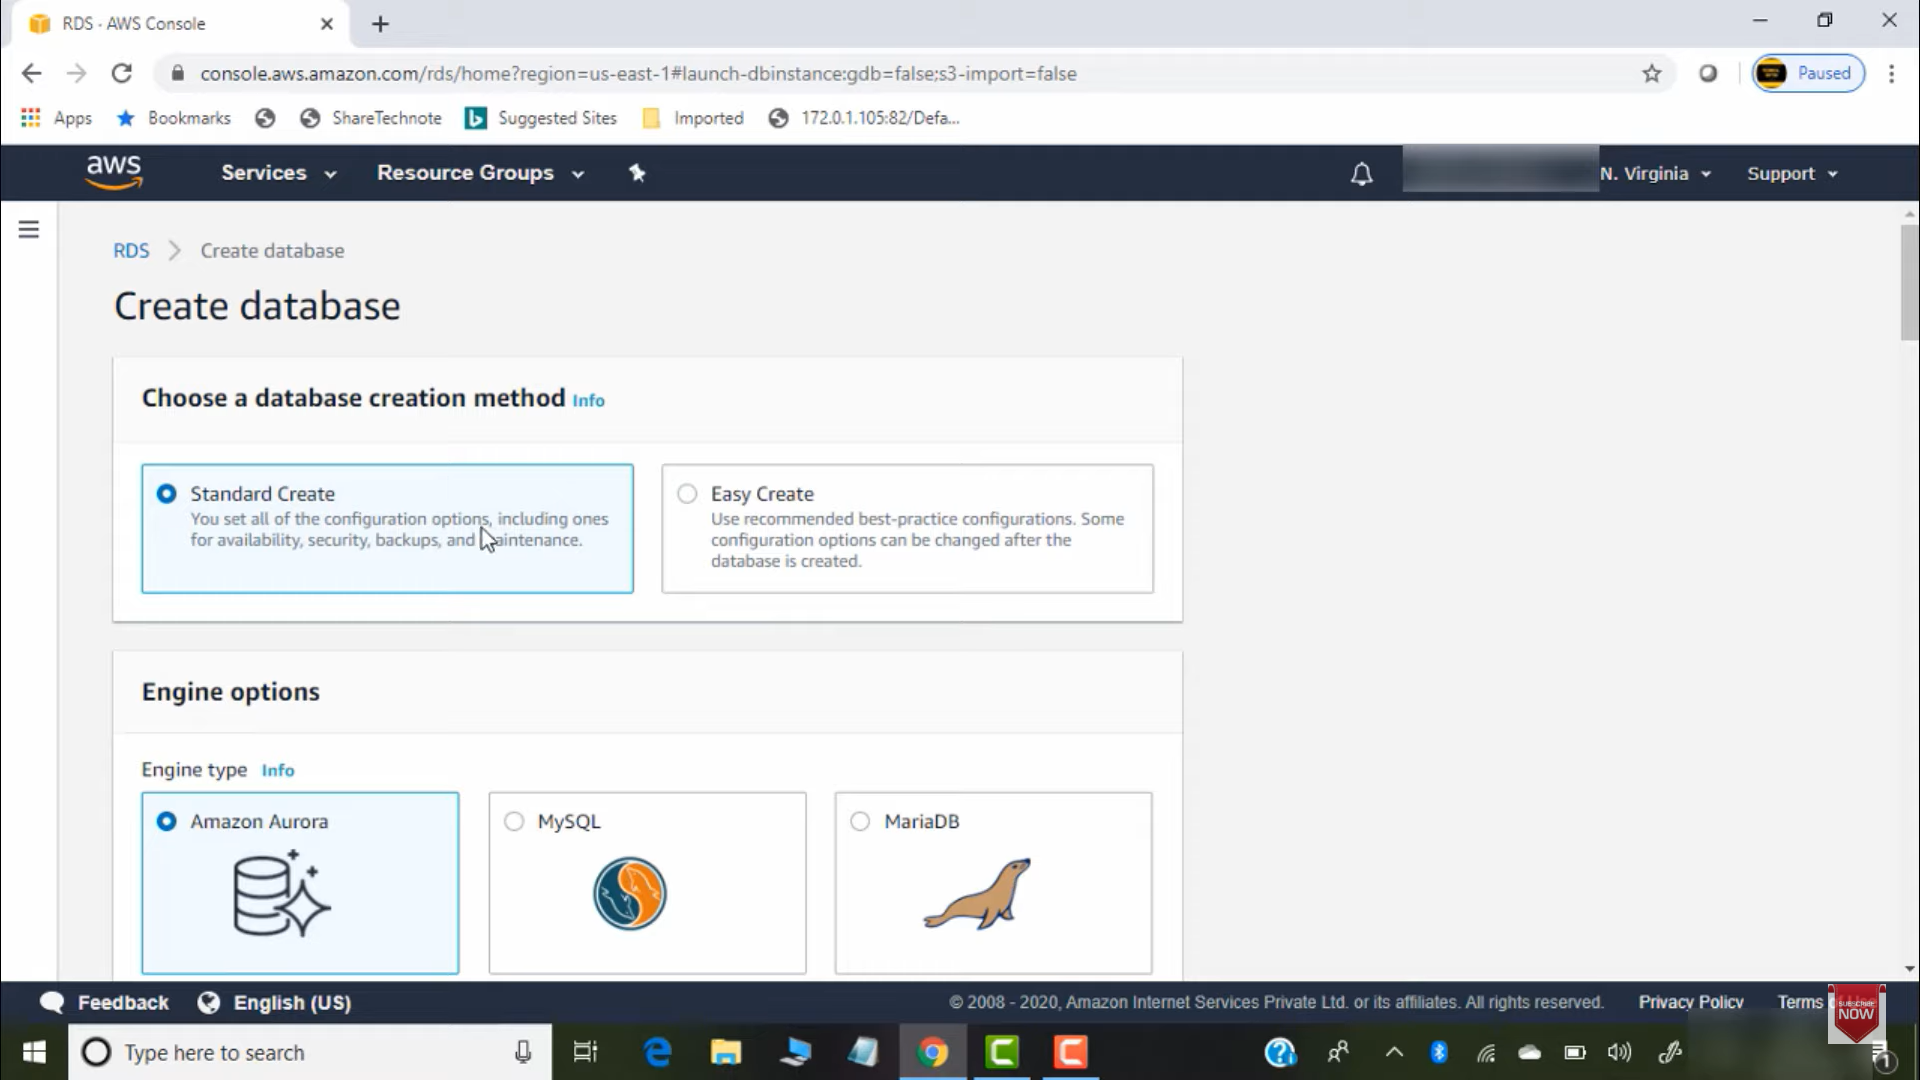 RDS - AWS Console
console.aws.amazon.com/rds/home?region=us-east-1#launch-dbinstance:gdb=false;s3-import=false
Paused
Apps
Bookmarks
ShareTechnote
Suggested Sites
Imported
172.0.1.105:82/Defa...
aws
Services
Resource Groups
N. Virginia
Support
RDS
Create database
Create database
Choose a database creation method Info
Standard Create
You set all of the configuration options, including ones
for availability, security, backups, and maintenance.
Easy Create
Use recommended best-practice configurations. Some
configuration options can be changed after the
database is created.
Engine options
Engine type Info
Amazon Aurora
MySQL
MariaDB
Feedback
English (US)
© 2008 - 2020, Amazon Internet Services Private Ltd. or its affiliates. All rights reserved.
Privacy Policy
Terms
SUBSCRIBE
NOW
Type here to search
1